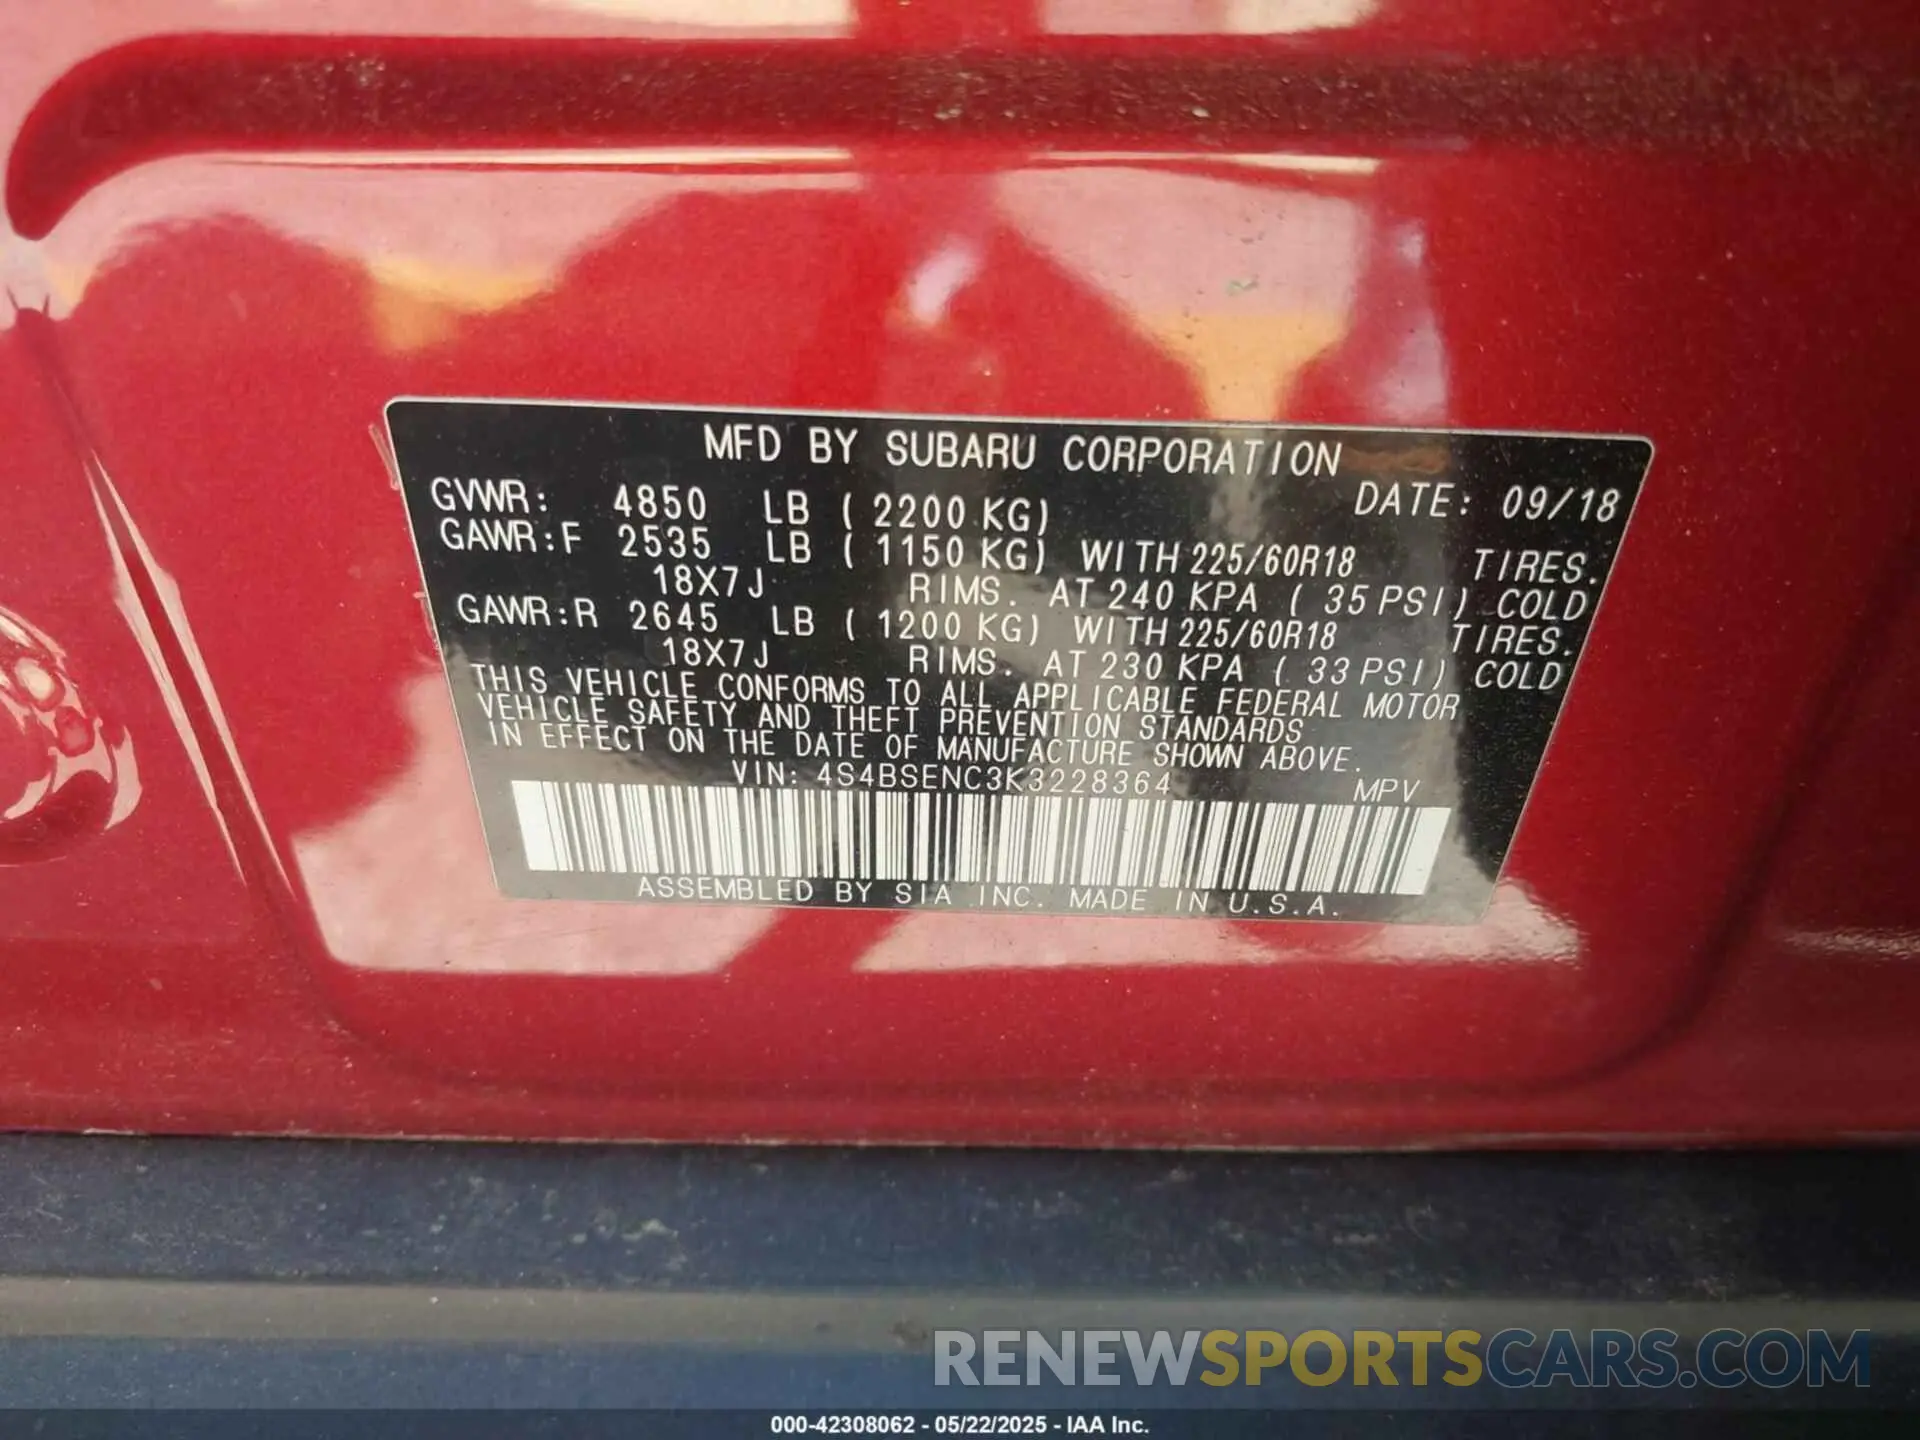 MFD BY SUBARU CORPORATION
GVWR: 4850 LB ( 2200 KG) DATE: 09/18
GAWR:F 2535 LB ( 1150 KG) WITH 225/60R18 TIRES.
18X7J RIMS. AT 240 KPA ( 35 PSI) COLD
GAWR:R 2645 LB ( 1200 KG) WITH 225/60R18 TIRES.
18X7J RIMS. AT 230 KPA ( 33 PSI) COLD
THIS VEHICLE CONFORMS TO ALL APPLICABLE FEDERAL MOTOR
VEHICLE SAFETY AND THEFT PREVENTION STANDARDS
IN EFFECT ON THE DATE OF MANUFACTURE SHOWN ABOVE.
VIN: 4S4BSENC3K3228364 MPV
ASSEMBLED BY SIA INC. MADE IN U.S.A.
RENEWSPORTSCARS.COM
000-42308062 - 05/22/2025 - IAA Inc.